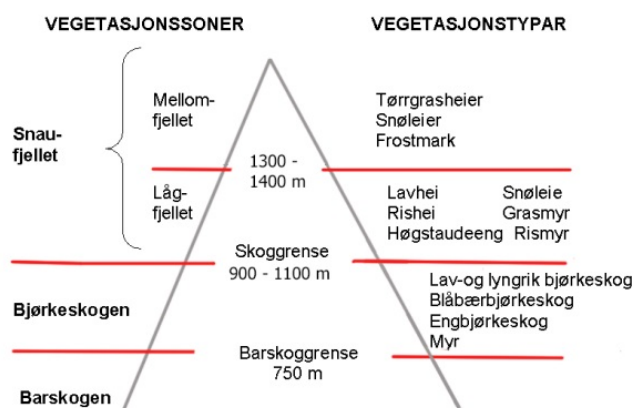 VEGETASJONSSONER
VEGETASJONSTYPAR
Snau-
fjellet
Mellom-
fjellet
Tørrgrasheier
Snøleier
Frostmark
1300 -
1400 m
Låg-
fjellet
Lavhei Snøleie
Rishei Grasmyr
Høgstaudeeng Rismyr
Skoggrense
900 - 1100 m
Bjørkeskogen
Lav-og lyngrik bjørkeskog
Blåbærbjørkeskog
Engbjørkeskog
Myr
Barskoggrense
750 m
Barskogen